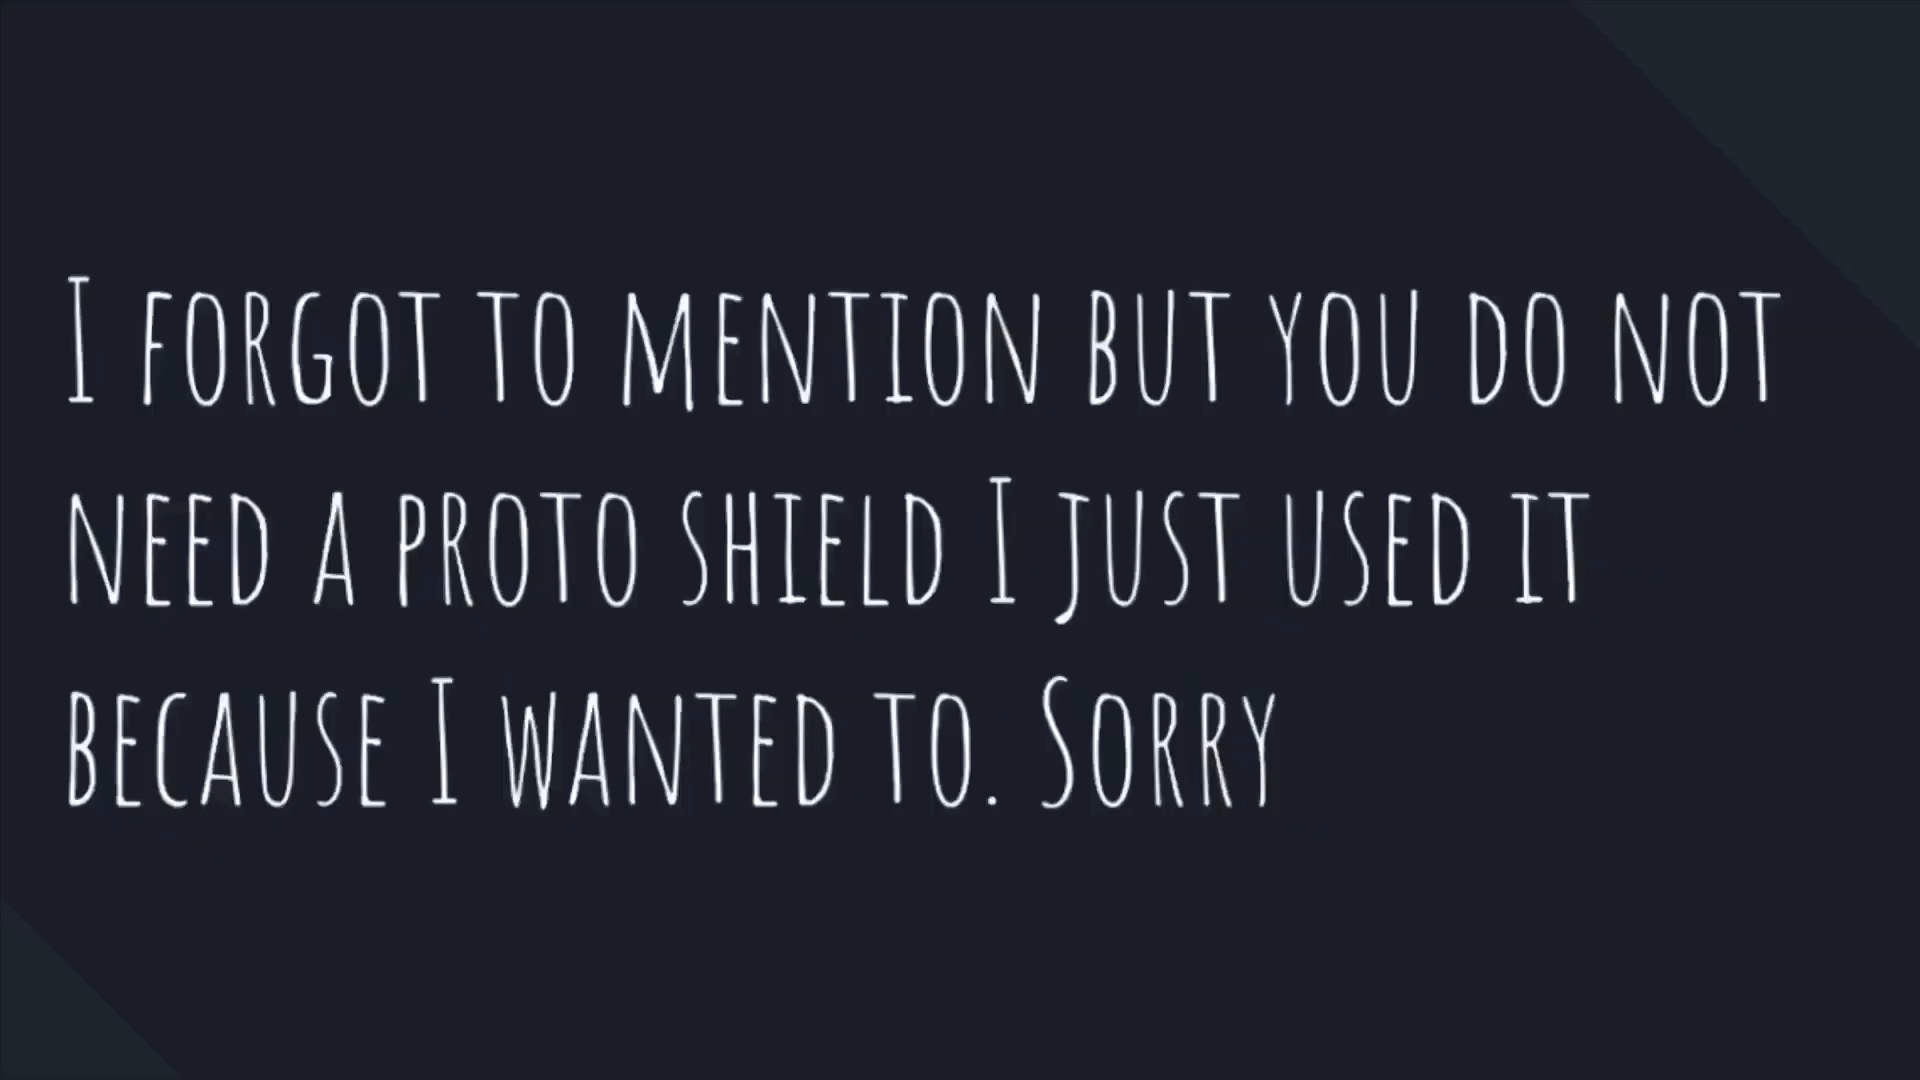 I forgot to mention but you do not
need a proto shield I just used it
because I wanted to. Sorry